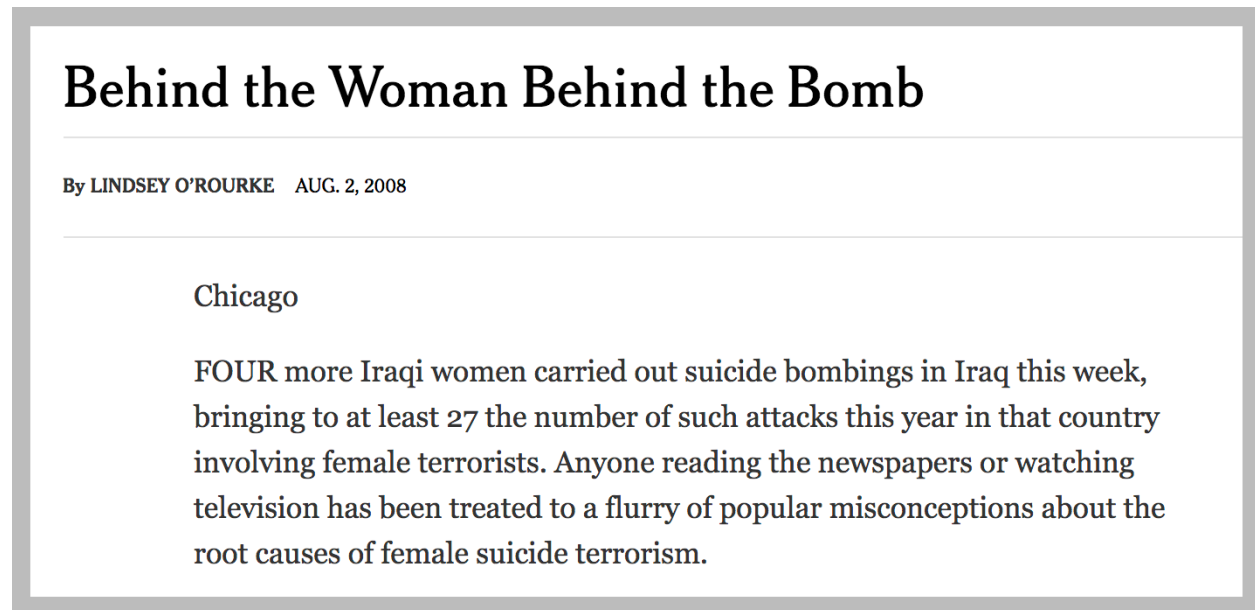 Behind the Woman Behind the Bomb
By LINDSEY O’ROURKE AUG. 2, 2008
Chicago
FOUR more Iraqi women carried out suicide bombings in Iraq this week,
bringing to at least 27 the number of such attacks this year in that country
involving female terrorists. Anyone reading the newspapers or watching
television has been treated to a flurry of popular misconceptions about the
root causes of female suicide terrorism.